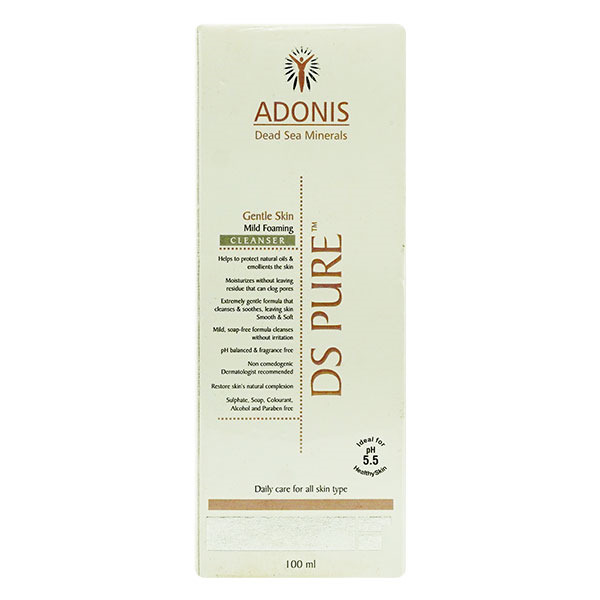 ADONIS
Dead Sea Minerals
Gentle Skin
Mild Foaming
CLEANSER
Helps to protect natural oils &
emollients the skin
Moisturizes without leaving
residue that can clog pores
Extremely gentle formula that
cleanses & soothes, leaving skin
Smooth & Soft
Mild, soap-free formula cleanses
without irritation
pH balanced & fragrance free
Non comedogenic
Dermatologist recommended
Restore skin's natural complexion
Sulphate, Soap, Colourant,
Alcohol and Paraben free
DS PURE™
Ideal for
pH
5.5
HealthySkin
Daily care for all skin type
100 ml